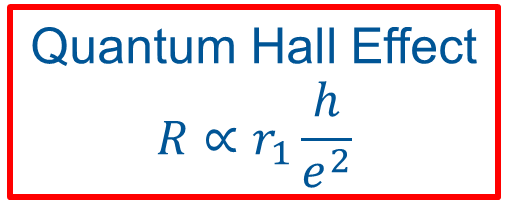 Quantum Hall Effect
R ∝ r₁ h/e²